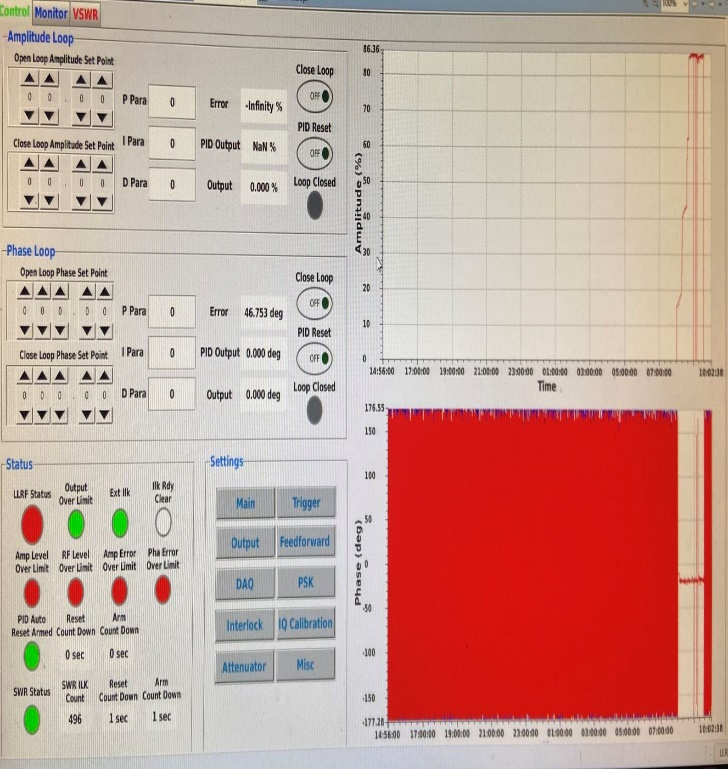 Control Monitor VSWR
100%
Amplitude Loop
Open Loop Amplitude Set Point
0 0 . 0 0
Close Loop Amplitude Set Point
0 0 . 0 0
P Para 0 Error -Infinity %
I Para 0 PID Output NaN %
D Para 0 Output 0.000 %
Close Loop
OFF
PID Reset
OFF
Loop Closed
Phase Loop
Open Loop Phase Set Point
0 0 0 . 0 0
Close Loop Phase Set Point
0 0 0 . 0 0
P Para 0 Error 46.753 deg
I Para 0 PID Output 0.000 deg
D Para 0 Output 0.000 deg
Close Loop
OFF
PID Reset
OFF
Loop Closed
Status
LLRF Status
Output
Over Limit
Ext Ilk
Ilk Rdy
Clear
Amp Level
Over Limit
RF Level
Over Limit
Amp Error
Over Limit
Pha Error
Over Limit
PID Auto
Reset Armed
Reset
Count Down
Arm
Count Down
0 sec 0 sec
SWR Status
SWR ILK
Count
Reset
Count Down
Arm
Count Down
496 1 sec 1 sec
Settings
Main Trigger
Output Feedforward
DAQ PSK
Interlock IQ Calibration
Attenuator Misc
Amplitude (%)
86.36
80
70
60
50
40
30
20
10
0
14:56:00 17:00:00 19:00:00 21:00:00 23:00:00 01:00:00 03:00:00 05:00:00 07:00:00 10:02:38
Time
Phase (deg)
176.55
150
100
50
0
-50
-100
-150
-177.28
14:56:00 17:00:00 19:00:00 21:00:00 23:00:00 01:00:00 03:00:00 05:00:00 07:00:00 10:02:38